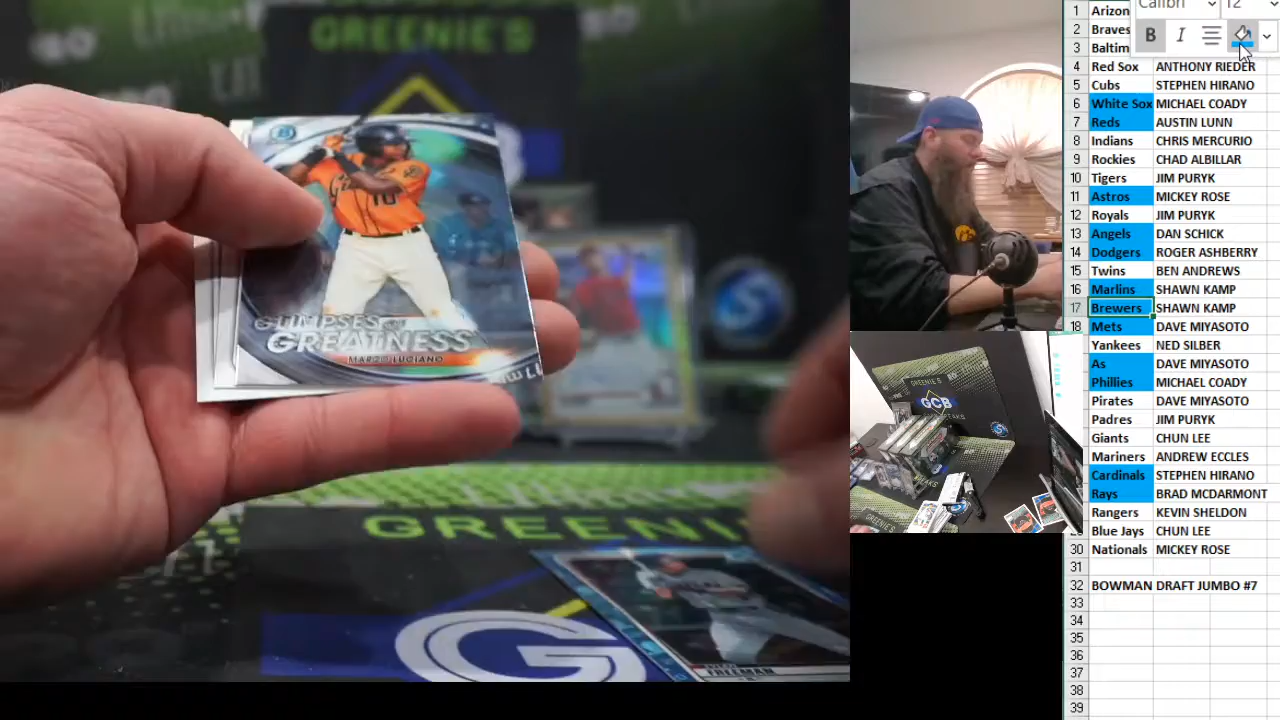 GREENIE'S
GLIMPSES OF
GREATNESS
MARCO LUCIANO
10
GREENIE'S
G
FREEMAN
GREENIE'S
GCB
Calibri 12
B I
1 Arizon
2 Braves
3 Baltim
4 Red Sox ANTHONY RIEDER
5 Cubs STEPHEN HIRANO
6 White Sox MICHAEL COADY
7 Reds AUSTIN LUNN
8 Indians CHRIS MERCURIO
9 Rockies CHAD ALBILLAR
10 Tigers JIM PURYK
11 Astros MICKEY ROSE
12 Royals JIM PURYK
13 Angels DAN SCHICK
14 Dodgers ROGER ASHBERRY
15 Twins BEN ANDREWS
16 Marlins SHAWN KAMP
17 Brewers SHAWN KAMP
18 Mets DAVE MIYASOTO
Yankees NED SILBER
As DAVE MIYASOTO
Phillies MICHAEL COADY
Pirates DAVE MIYASOTO
Padres JIM PURYK
Giants CHUN LEE
Mariners ANDREW ECCLES
Cardinals STEPHEN HIRANO
Rays BRAD MCDARMONT
Rangers KEVIN SHELDON
Blue Jays CHUN LEE
30 Nationals MICKEY ROSE
31
32 BOWMAN DRAFT JUMBO #7
33
34
35
36
37
38
39